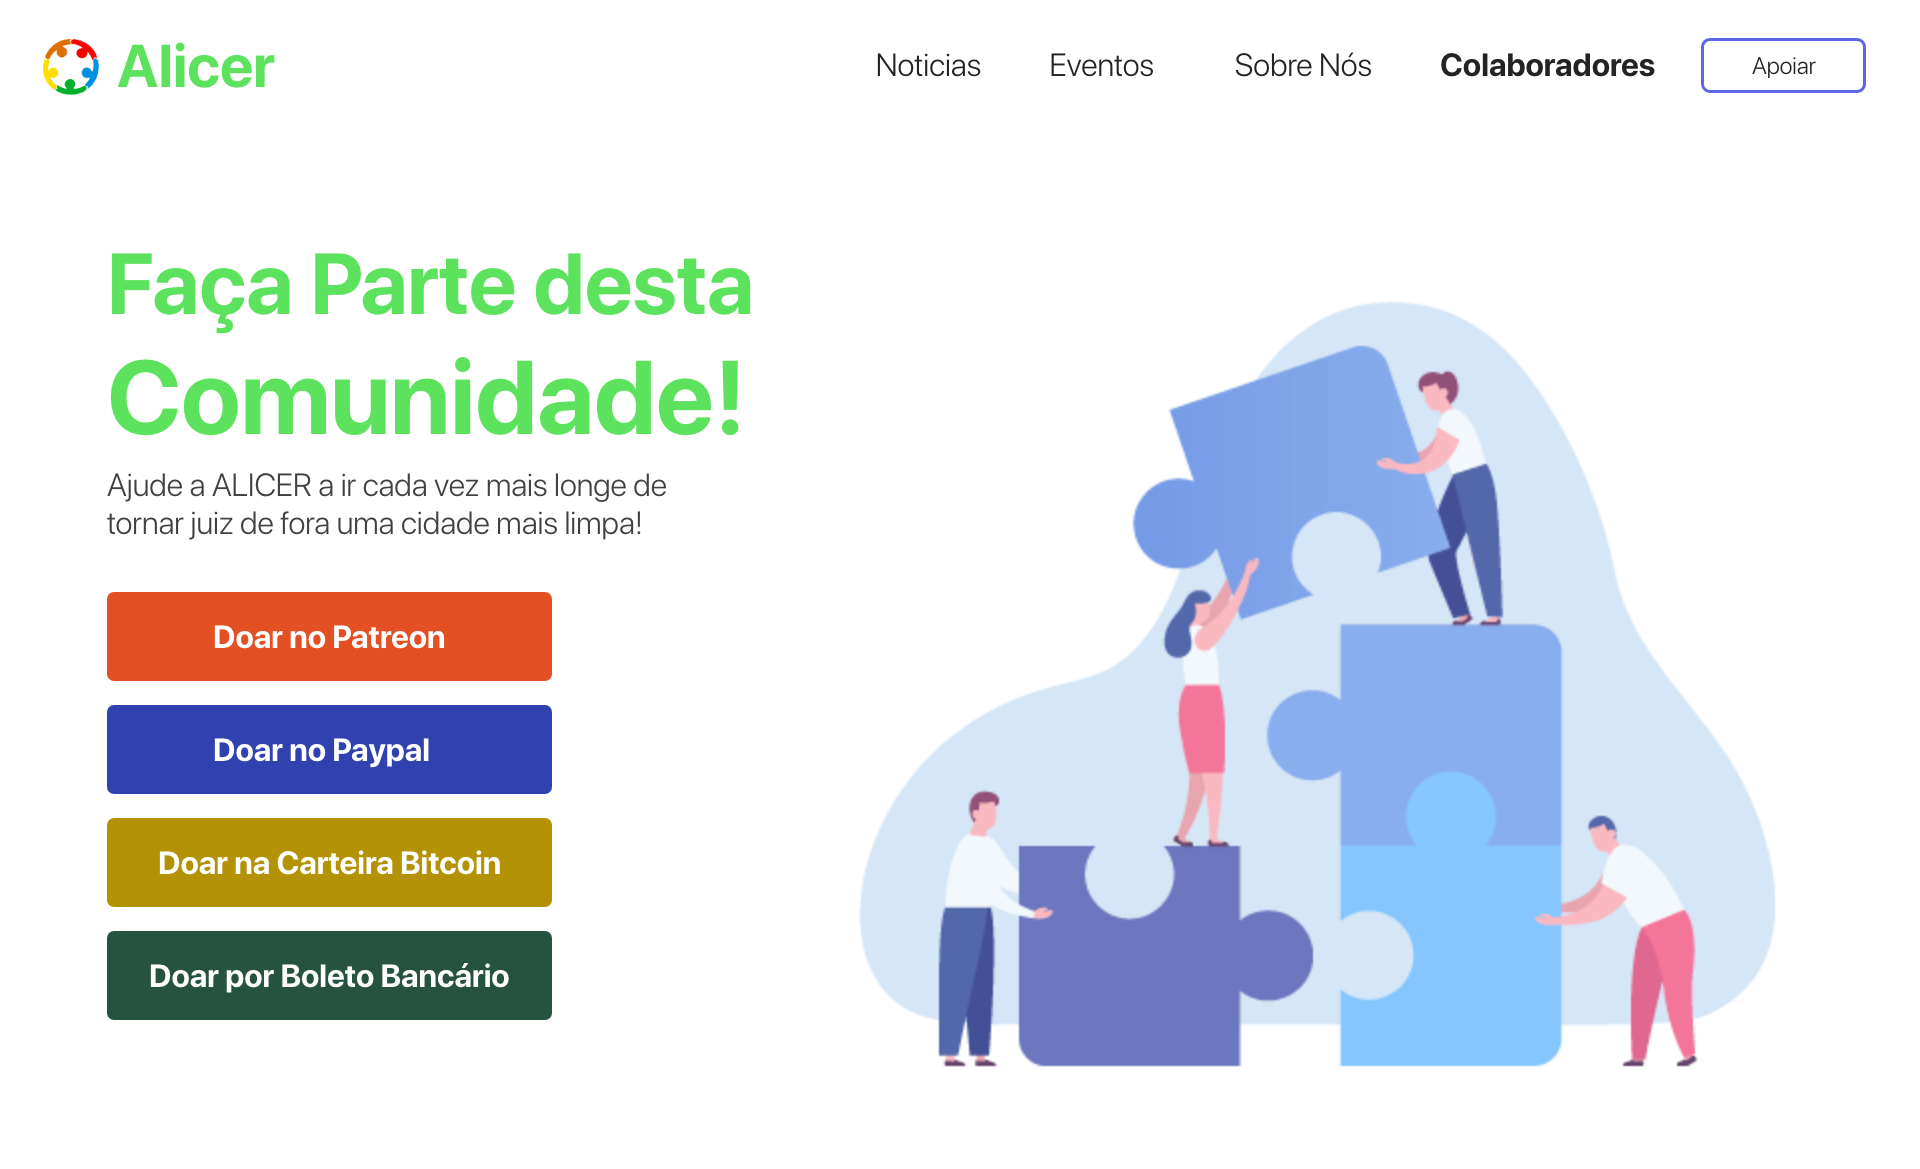 Alicer
Noticias
Eventos
Sobre Nós
Colaboradores
Apoiar
Faça Parte desta
Comunidade!
Ajude a ALICER a ir cada vez mais longe de
tornar juiz de fora uma cidade mais limpa!
Doar no Patreon
Doar no Paypal
Doar na Carteira Bitcoin
Doar por Boleto Bancário